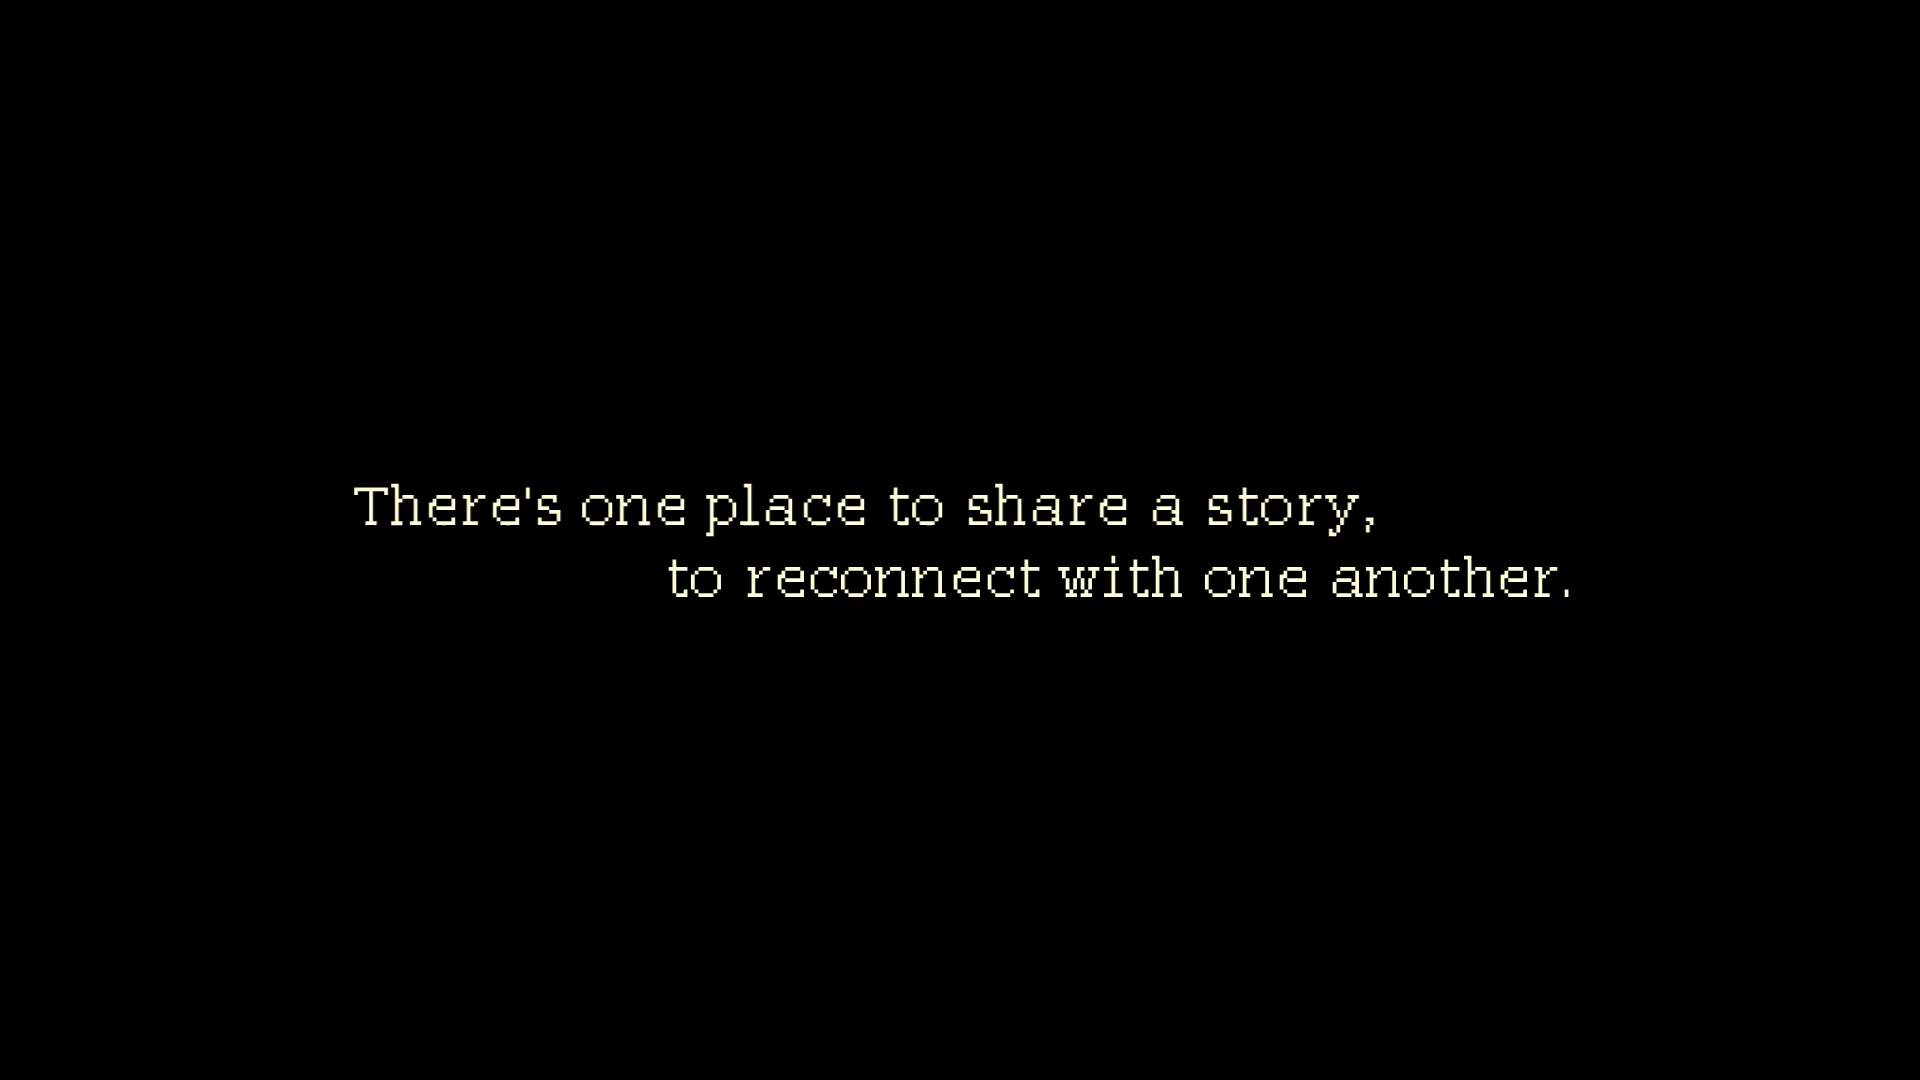 There's one place to share a story,
to reconnect with one another.